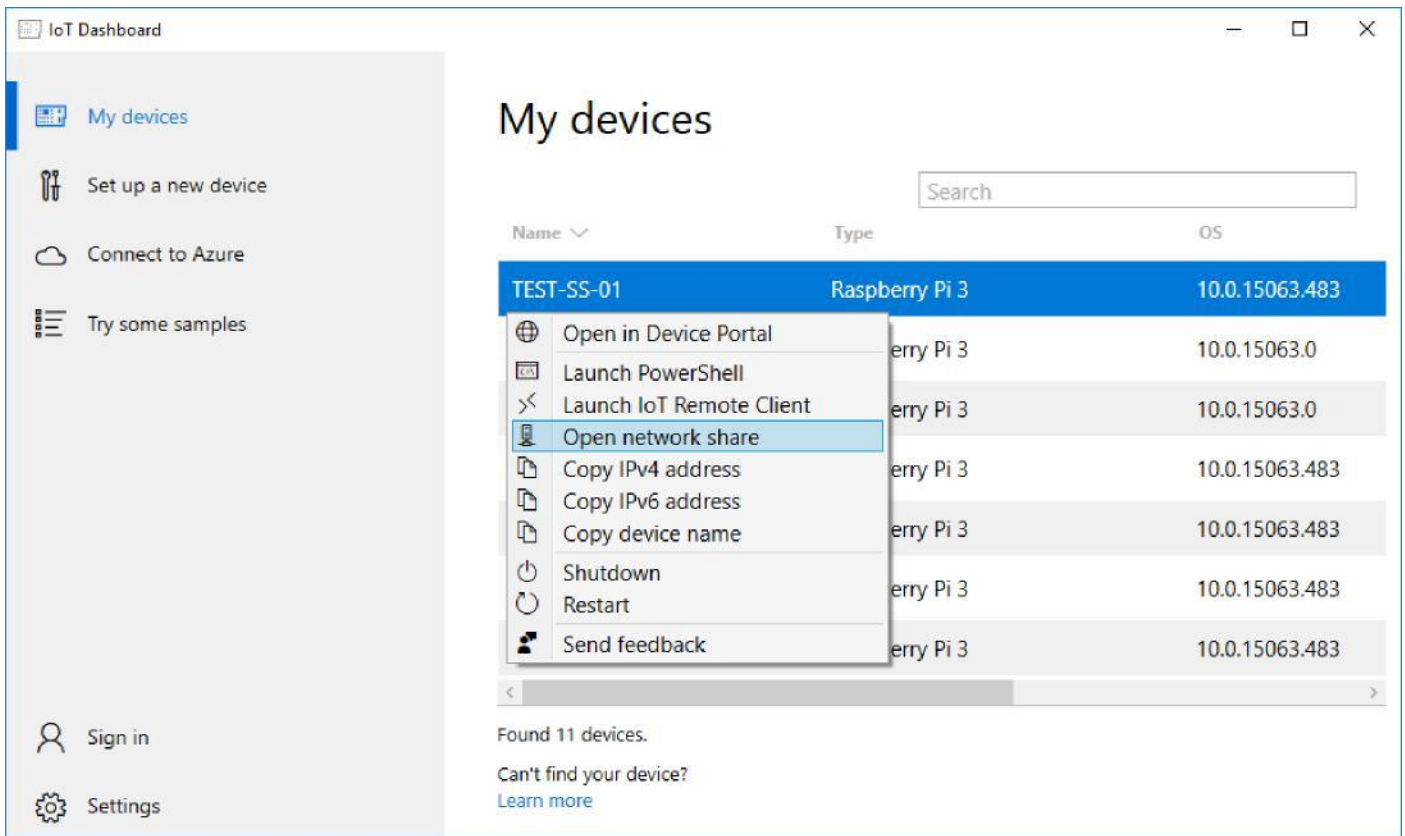 IoT Dashboard
My devices
Set up a new device
Connect to Azure
Try some samples
Sign in
Settings
My devices
Search
Name Type OS
TEST-SS-01 Raspberry Pi 3 10.0.15063.483
Open in Device Portal
Launch PowerShell
Launch IoT Remote Client
Open network share
Copy IPv4 address
Copy IPv6 address
Copy device name
Shutdown
Restart
Send feedback
erry Pi 3 10.0.15063.0
erry Pi 3 10.0.15063.0
erry Pi 3 10.0.15063.483
erry Pi 3 10.0.15063.483
erry Pi 3 10.0.15063.483
erry Pi 3 10.0.15063.483
Found 11 devices.
Can't find your device?
Learn more